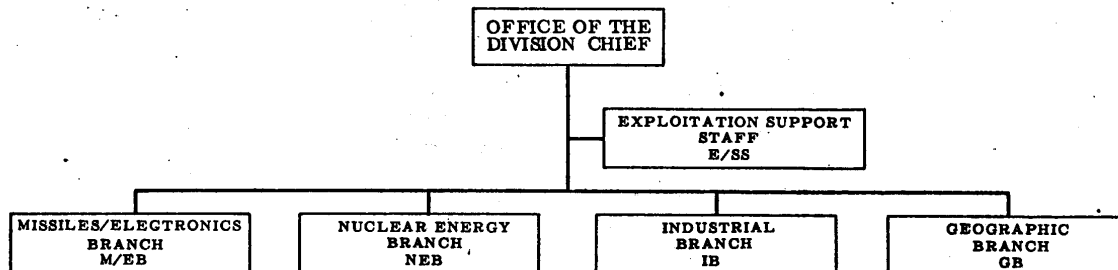 OFFICE OF THE
DIVISION CHIEF
EXPLOITATION SUPPORT
STAFF
E/SS
MISSILES/ELECTRONICS
BRANCH
M/EB
NUCLEAR ENERGY
BRANCH
NEB
INDUSTRIAL
BRANCH
IB
GEOGRAPHIC
BRANCH
GB